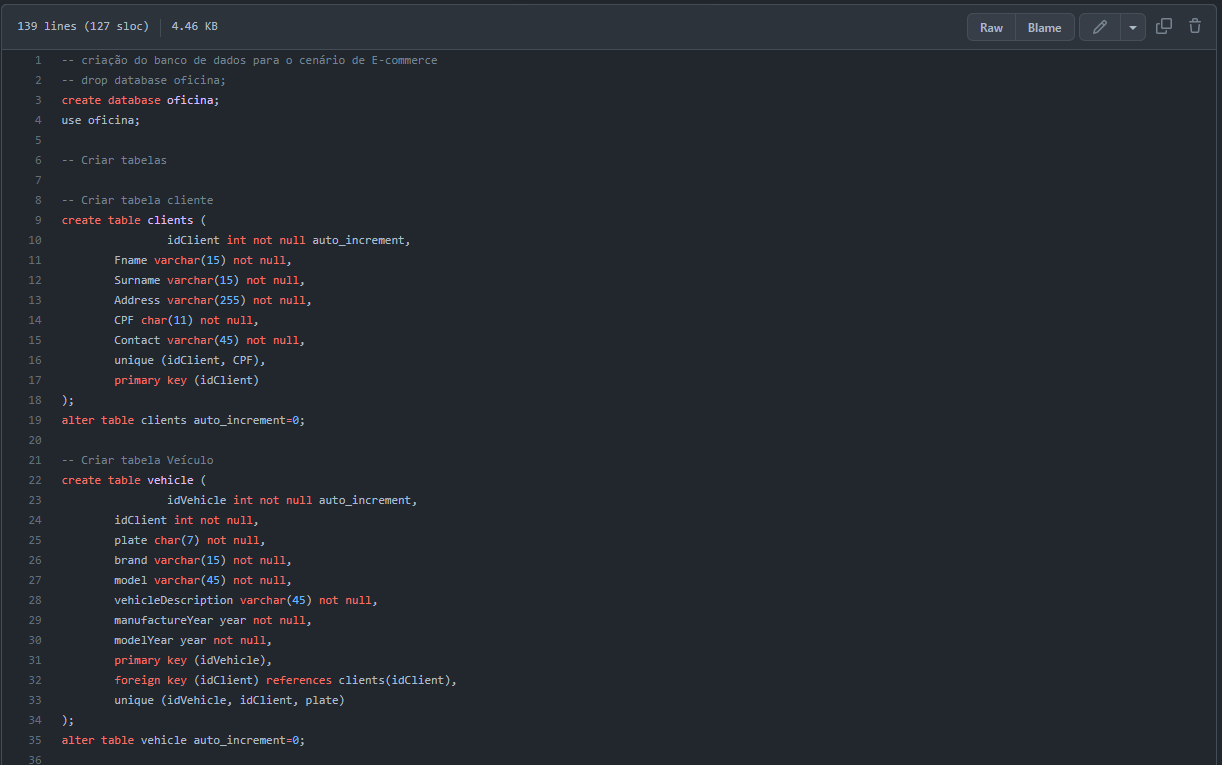 139 lines (127 sloc) 4.46 KB Raw Blame
1 -- criação do banco de dados para o cenário de E-commerce
2 -- drop database oficina;
3 create database oficina;
4 use oficina;
5
6 -- Criar tabelas
7
8 -- Criar tabela cliente
9 create table clients (
10 idClient int not null auto_increment,
11 Fname varchar(15) not null,
12 Surname varchar(15) not null,
13 Address varchar(255) not null,
14 CPF char(11) not null,
15 Contact varchar(45) not null,
16 unique (idClient, CPF),
17 primary key (idClient)
18 );
19 alter table clients auto_increment=0;
20
21 -- Criar tabela Veículo
22 create table vehicle (
23 idVehicle int not null auto_increment,
24 idClient int not null,
25 plate char(7) not null,
26 brand varchar(15) not null,
27 model varchar(45) not null,
28 vehicleDescription varchar(45) not null,
29 manufactureYear year not null,
30 modelYear year not null,
31 primary key (idVehicle),
32 foreign key (idClient) references clients(idClient),
33 unique (idVehicle, idClient, plate)
34 );
35 alter table vehicle auto_increment=0;
36